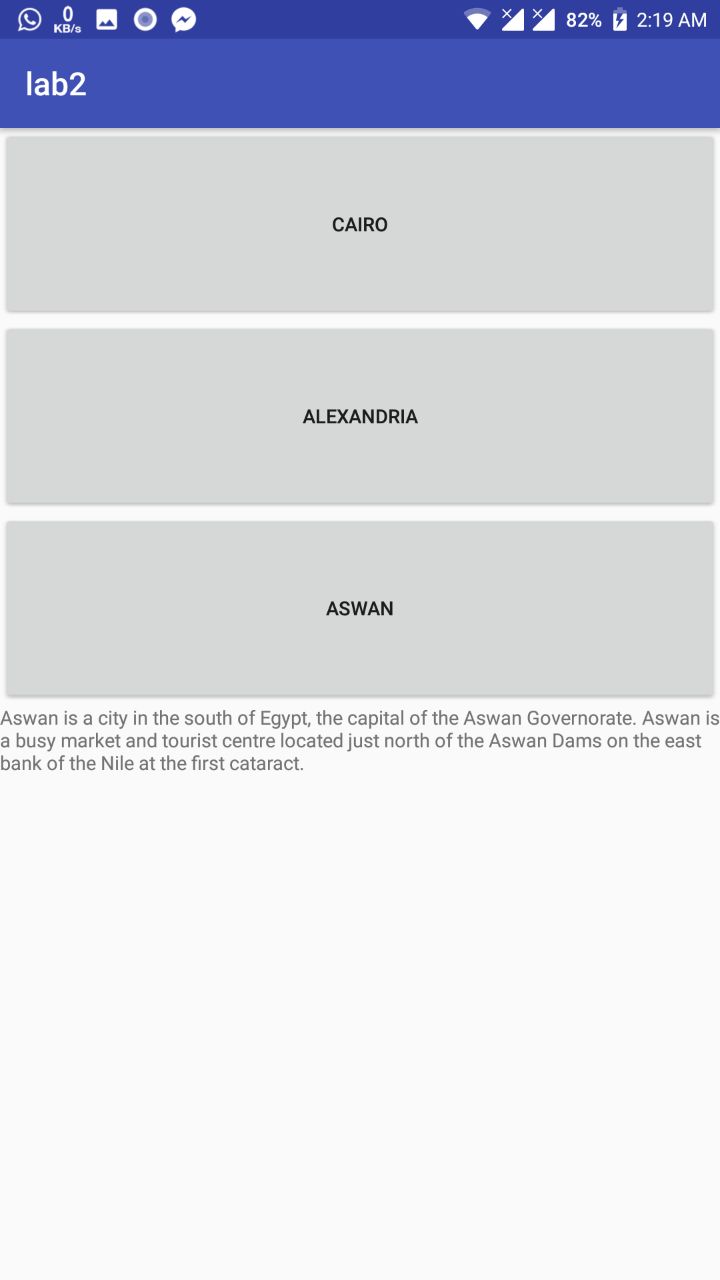 0
KB/s
82%
2:19 AM
lab2
CAIRO
ALEXANDRIA
ASWAN
Aswan is a city in the south of Egypt, the capital of the Aswan Governorate. Aswan is
a busy market and tourist centre located just north of the Aswan Dams on the east
bank of the Nile at the first cataract.